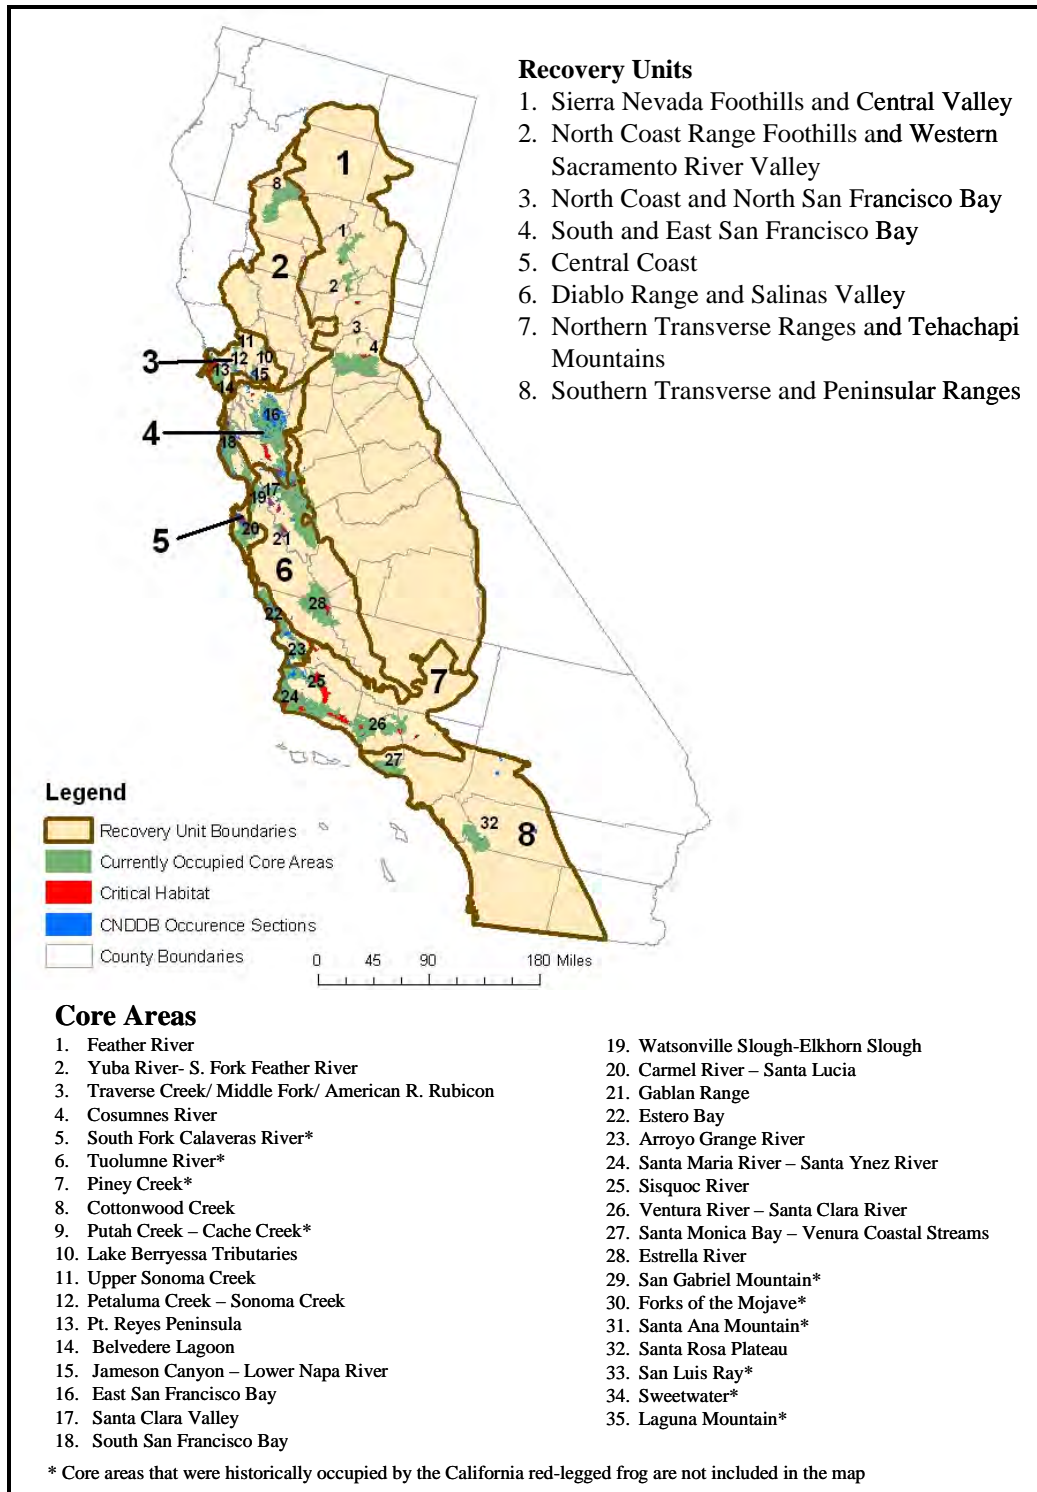 Recovery Units
1. Sierra Nevada Foothills and Central Valley
2. North Coast Range Foothills and Western
Sacramento River Valley
3. North Coast and North San Francisco Bay
4. South and East San Francisco Bay
5. Central Coast
6. Diablo Range and Salinas Valley
7. Northern Transverse Ranges and Tehachapi
Mountains
8. Southern Transverse and Peninsular Ranges
1
8
1
2
2
3
4
11
3
12
10
13
15
14
16
4
18
17
19
5
20
21
6
28
22
23
7
25
24
26
27
32
8
Legend
Recovery Unit Boundaries
Currently Occupied Core Areas
Critical Habitat
CNDDB Occurence Sections
County Boundaries
0 45 90 180 Miles
Core Areas
1. Feather River
2. Yuba River- S. Fork Feather River
3. Traverse Creek/ Middle Fork/ American R. Rubicon
4. Cosumnes River
5. South Fork Calaveras River*
6. Tuolumne River*
7. Piney Creek*
8. Cottonwood Creek
9. Putah Creek – Cache Creek*
10. Lake Berryessa Tributaries
11. Upper Sonoma Creek
12. Petaluma Creek – Sonoma Creek
13. Pt. Reyes Peninsula
14. Belvedere Lagoon
15. Jameson Canyon – Lower Napa River
16. East San Francisco Bay
17. Santa Clara Valley
18. South San Francisco Bay
19. Watsonville Slough-Elkhorn Slough
20. Carmel River – Santa Lucia
21. Gablan Range
22. Estero Bay
23. Arroyo Grange River
24. Santa Maria River – Santa Ynez River
25. Sisquoc River
26. Ventura River – Santa Clara River
27. Santa Monica Bay – Venura Coastal Streams
28. Estrella River
29. San Gabriel Mountain*
30. Forks of the Mojave*
31. Santa Ana Mountain*
32. Santa Rosa Plateau
33. San Luis Ray*
34. Sweetwater*
35. Laguna Mountain*
* Core areas that were historically occupied by the California red-legged frog are not included in the map